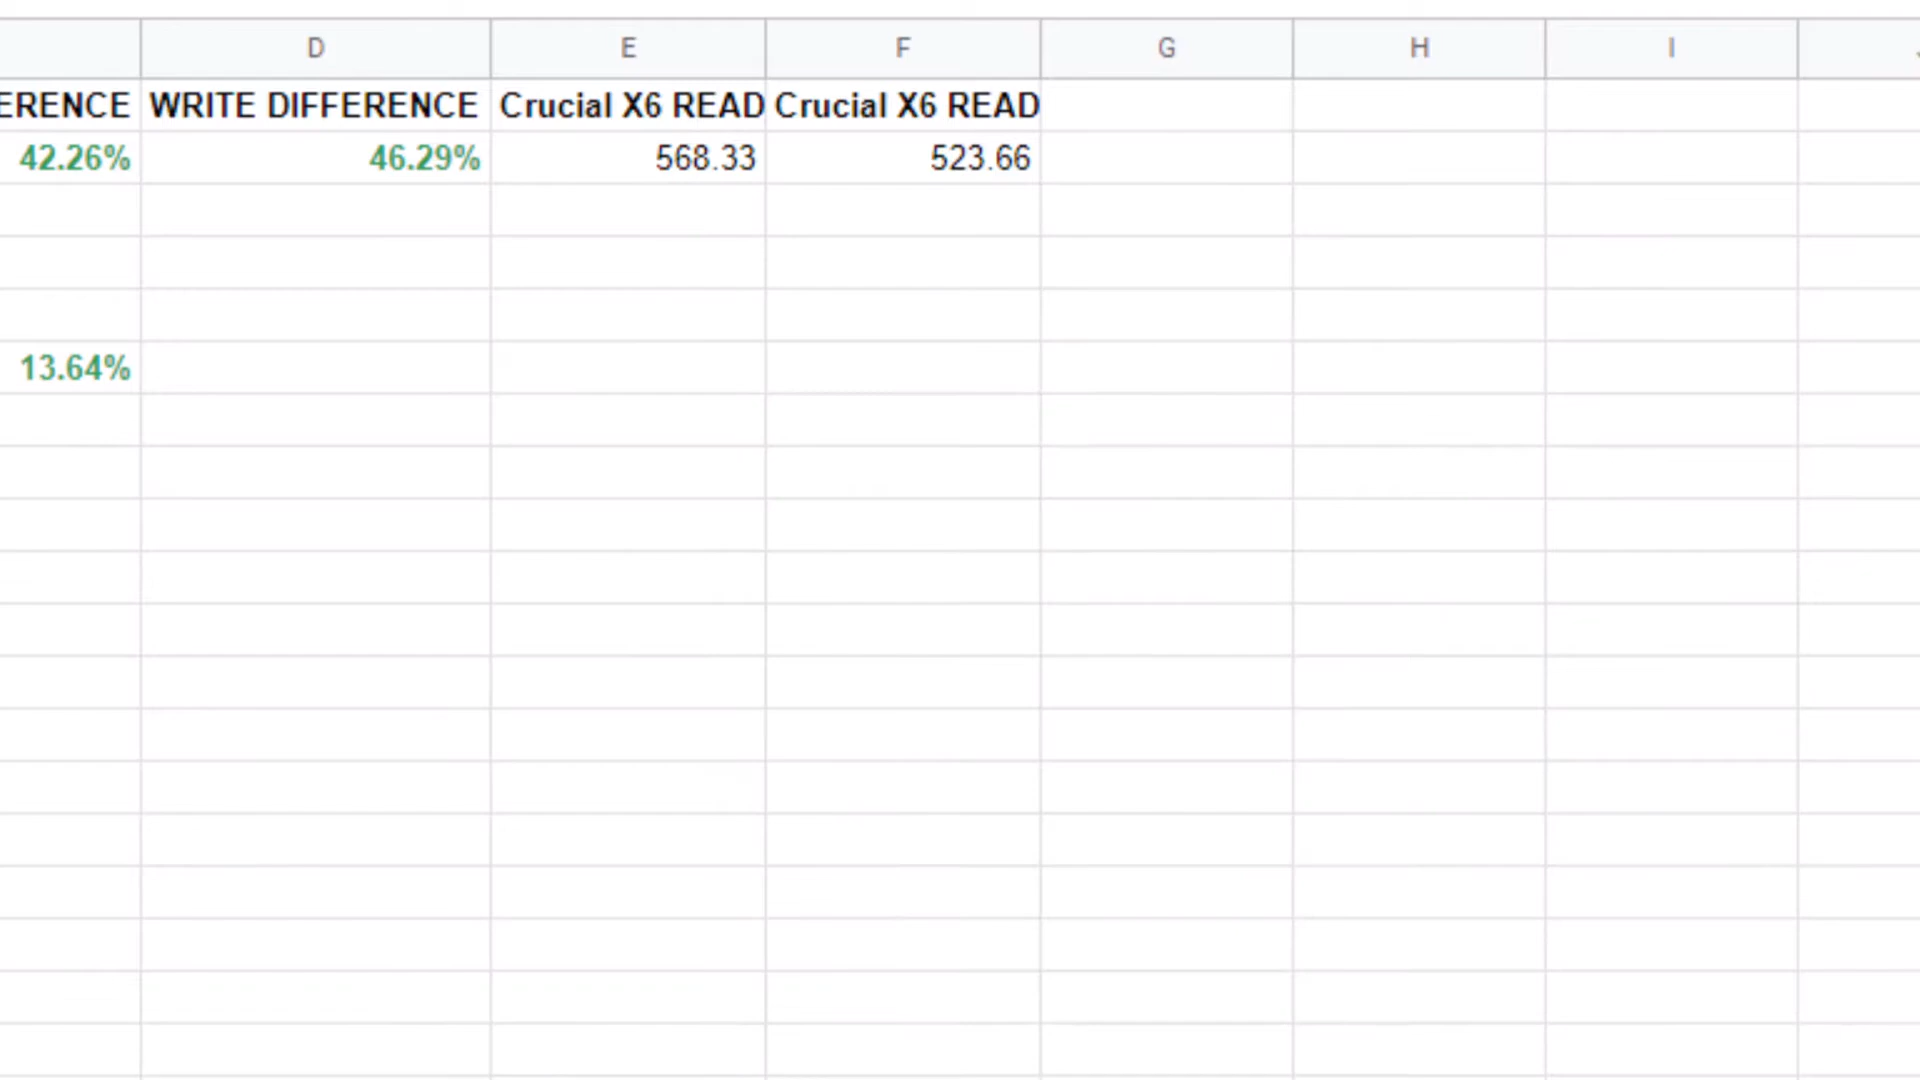 D E F G H I
ERENCE WRITE DIFFERENCE Crucial X6 READ Crucial X6 READ
42.26% 46.29% 568.33 523.66
13.64%